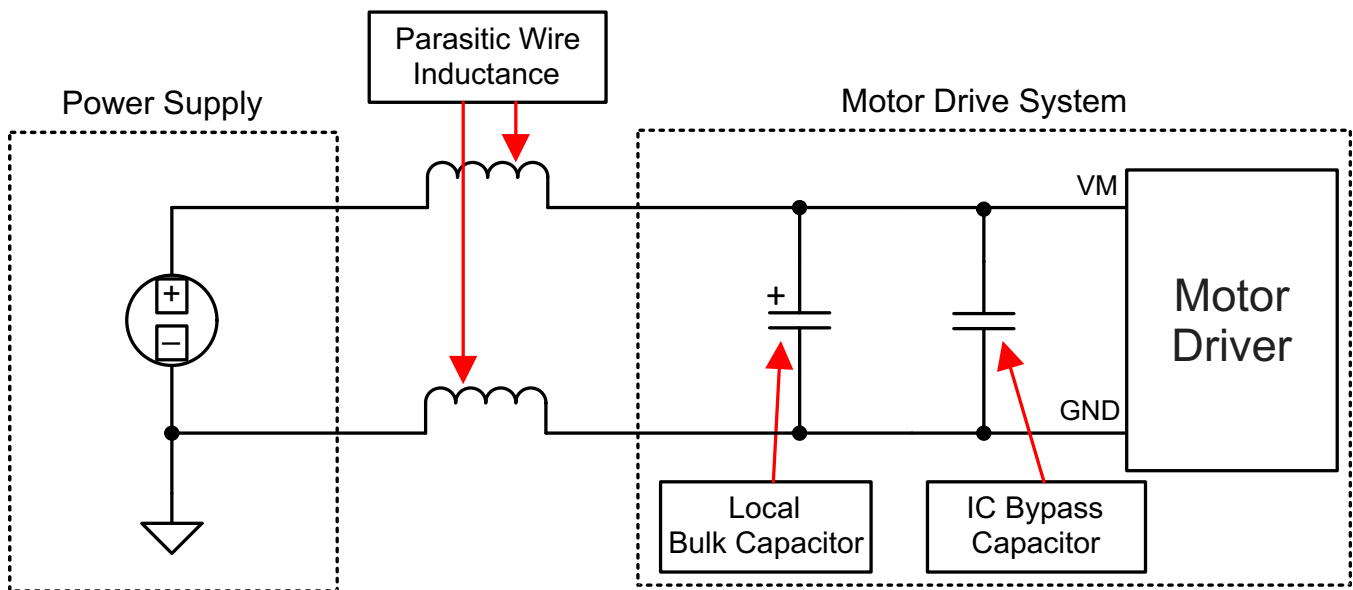 Parasitic Wire
Inductance
Power Supply
Motor Drive System
VM
+
−
+
Motor
Driver
GND
Local
Bulk Capacitor
IC Bypass
Capacitor